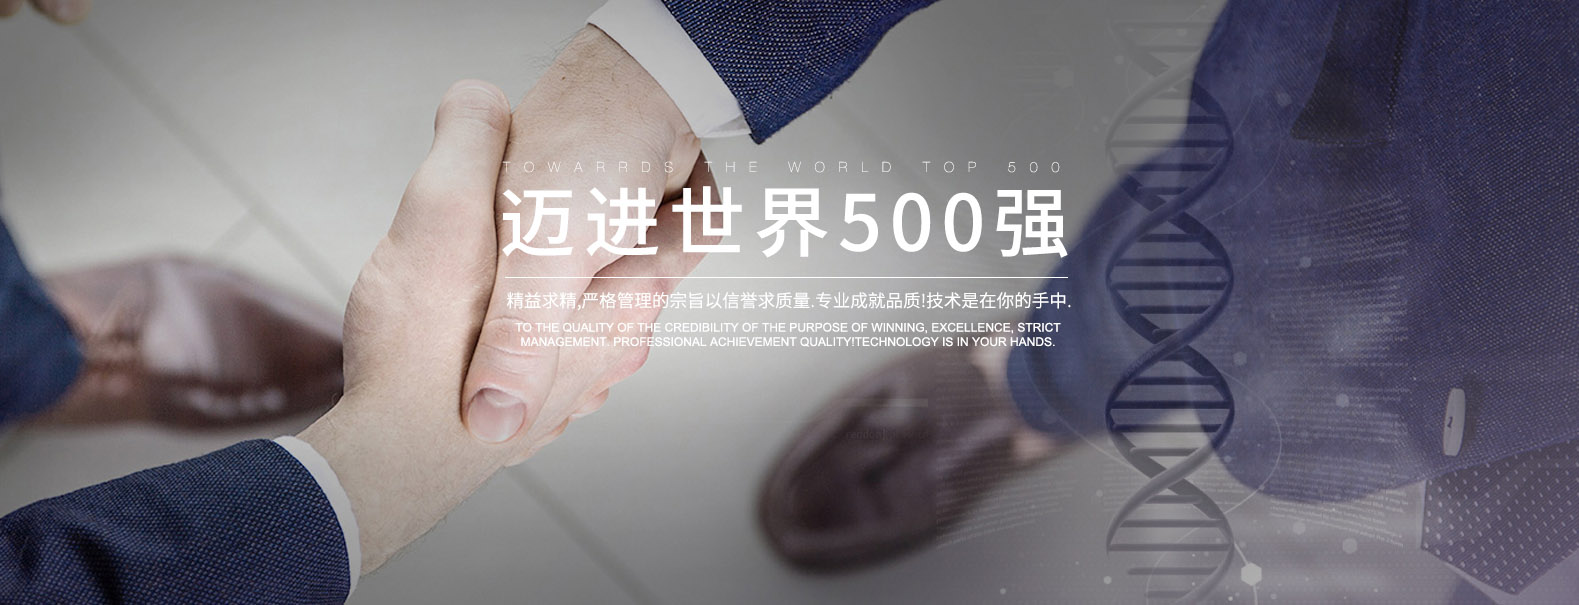 TOWARRDS THE WORLD TOP 500
迈进世界500强
精益求精,严格管理的宗旨以信誉求质量.专业成就品质!技术是在你的手中.
TO THE QUALITY OF THE CREDIBILITY OF THE PURPOSE OF WINNING, EXCELLENCE, STRICT
MANAGEMENT. PROFESSIONAL ACHIEVEMENT QUALITY!TECHNOLOGY IS IN YOUR HANDS.